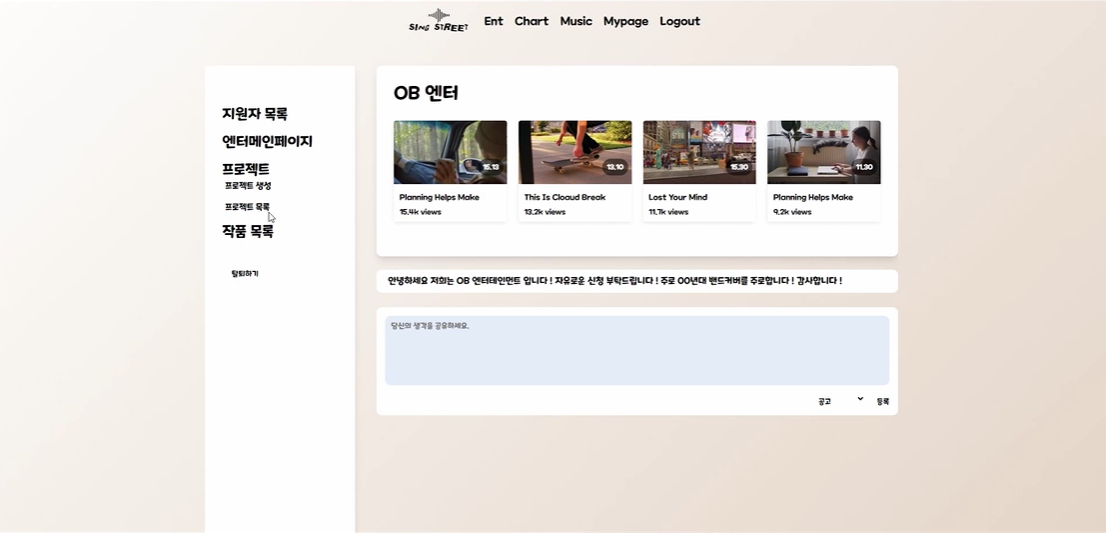 SING STREET
Ent Chart Music Mypage Logout
지원자 목록
엔터메인페이지
프로젝트
프로젝트 생성
프로젝트 목록
작품 목록
탈퇴하기
OB 엔터
15.13
Planning Helps Make
15.4k views
13.10
This Is Cloaud Break
13.2k views
15.30
Lost Your Mind
11.7k views
11.30
Planning Helps Make
9.2k views
안녕하세요 저희는 OB 엔터테인먼트 입니다 ! 자유로운 신청 부탁드립니다 ! 주로 00년대 밴드커버를 주로합니다 ! 감사합니다 !
당신의 생각을 공유하세요.
공고
등록